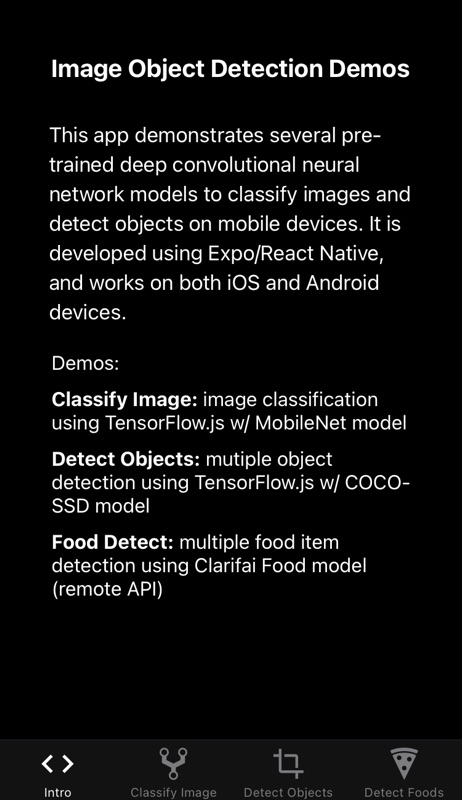 Image Object Detection Demos
This app demonstrates several pre-
trained deep convolutional neural
network models to classify images and
detect objects on mobile devices. It is
developed using Expo/React Native,
and works on both iOS and Android
devices.
Demos:
Classify Image: image classification
using TensorFlow.js w/ MobileNet model
Detect Objects: mutiple object
detection using TensorFlow.js w/ COCO-
SSD model
Food Detect: multiple food item
detection using Clarifai Food model
(remote API)
Intro
Classify Image
Detect Objects
Detect Foods